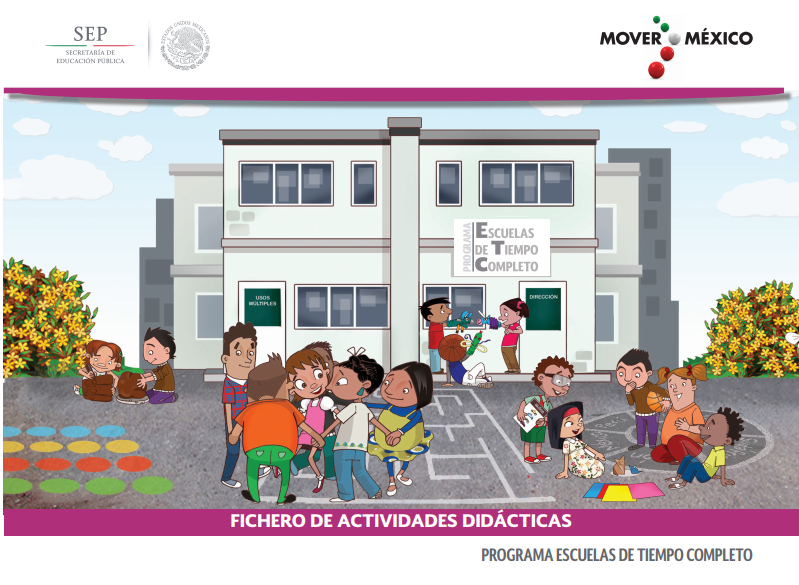 SEP
SECRETARÍA DE
EDUCACIÓN PÚBLICA
ESTADOS UNIDOS MEXICANOS
MOVER MÉXICO
PROGRAMA
ESCUELAS
DE TIEMPO
COMPLETO
USOS
MÚLTIPLES
DIRECCIÓN
FICHERO DE ACTIVIDADES DIDÁCTICAS
PROGRAMA ESCUELAS DE TIEMPO COMPLETO